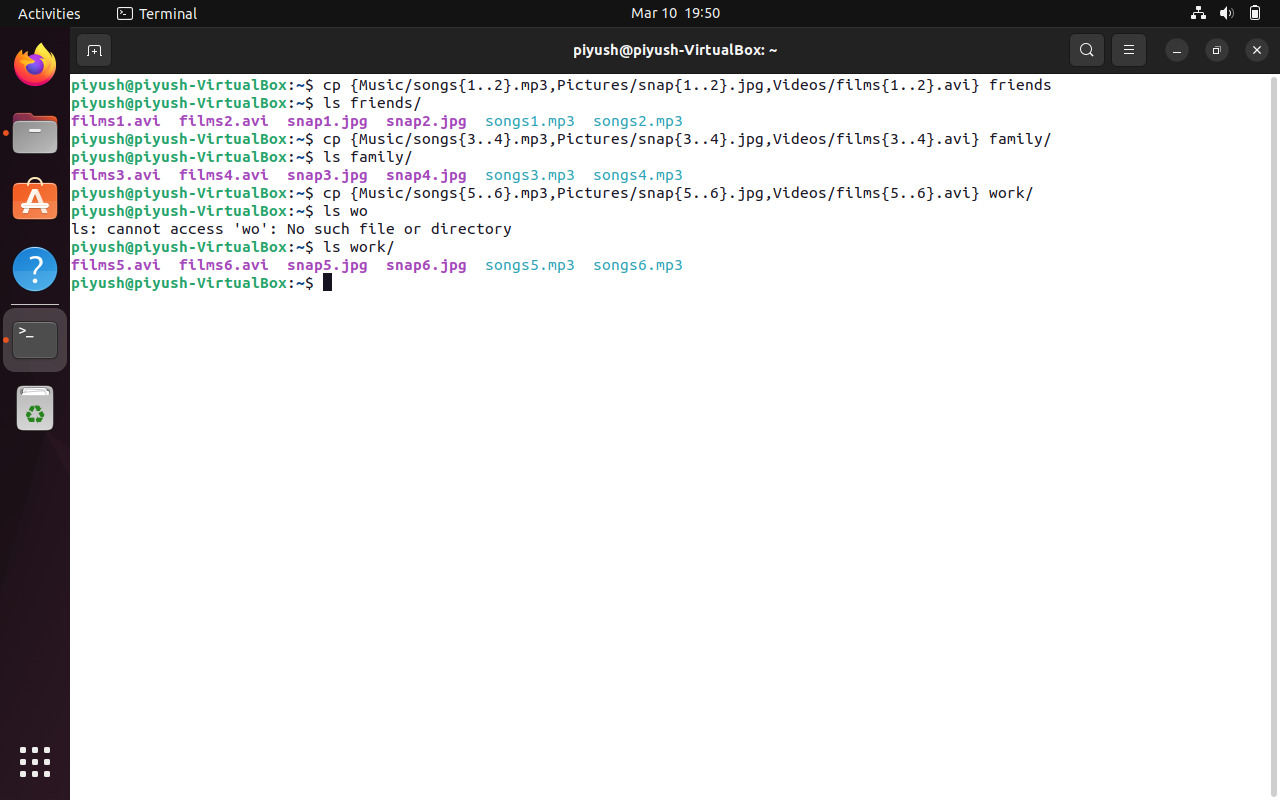 Activities Terminal Mar 10 19:50
piyush@piyush-VirtualBox: ~
piyush@piyush-VirtualBox:~$ cp {Music/songs{1..2}.mp3,Pictures/snap{1..2}.jpg,Videos/films{1..2}.avi} friends
piyush@piyush-VirtualBox:~$ ls friends/
films1.avi films2.avi snap1.jpg snap2.jpg songs1.mp3 songs2.mp3
piyush@piyush-VirtualBox:~$ cp {Music/songs{3..4}.mp3,Pictures/snap{3..4}.jpg,Videos/films{3..4}.avi} family/
piyush@piyush-VirtualBox:~$ ls family/
films3.avi films4.avi snap3.jpg snap4.jpg songs3.mp3 songs4.mp3
piyush@piyush-VirtualBox:~$ cp {Music/songs{5..6}.mp3,Pictures/snap{5..6}.jpg,Videos/films{5..6}.avi} work/
piyush@piyush-VirtualBox:~$ ls wo
ls: cannot access 'wo': No such file or directory
piyush@piyush-VirtualBox:~$ ls work/
films5.avi films6.avi snap5.jpg snap6.jpg songs5.mp3 songs6.mp3
piyush@piyush-VirtualBox:~$